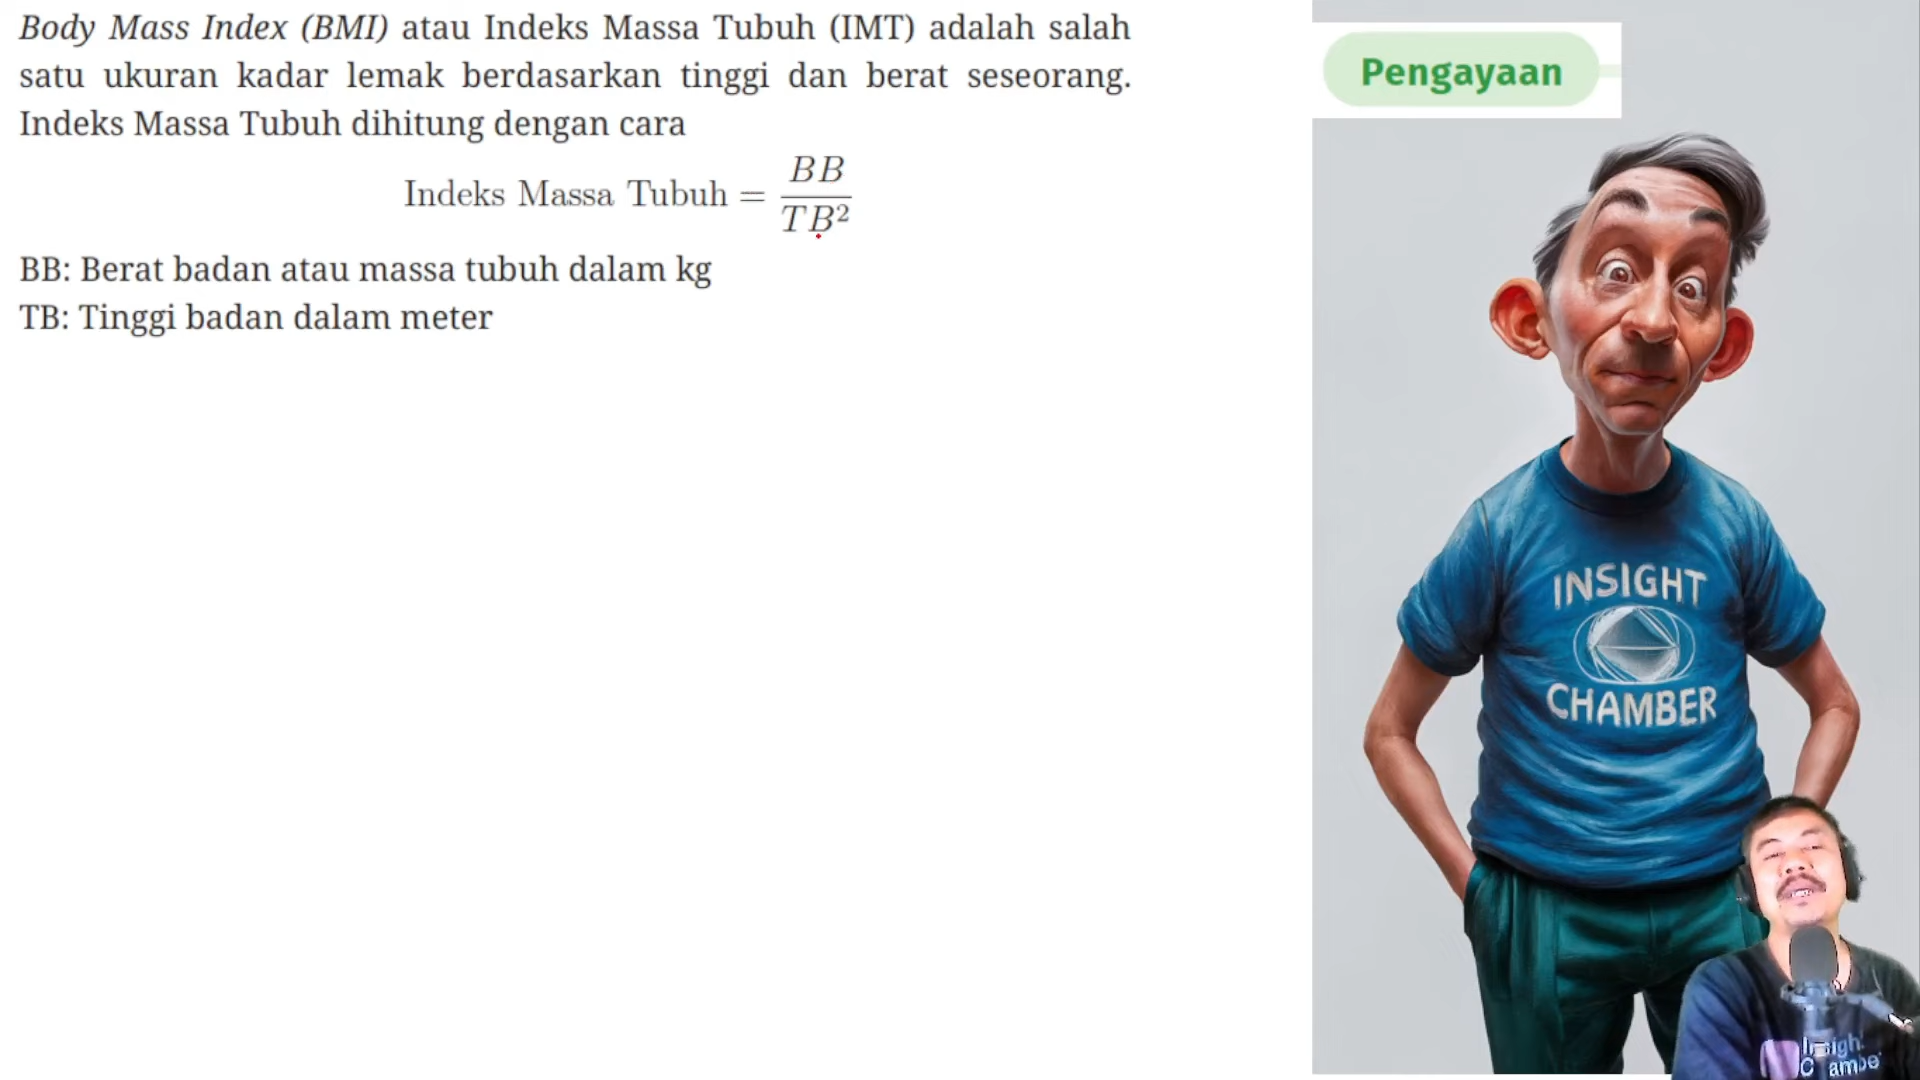 Body Mass Index (BMI) atau Indeks Massa Tubuh (IMT) adalah salah
satu ukuran kadar lemak berdasarkan tinggi dan berat seseorang.
Indeks Massa Tubuh dihitung dengan cara
Indeks Massa Tubuh = BB / TB²
BB: Berat badan atau massa tubuh dalam kg
TB: Tinggi badan dalam meter
Pengayaan
INSIGHT
CHAMBER